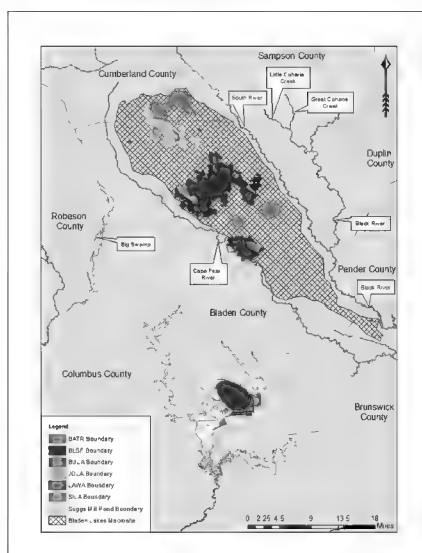 Sampson County
Cumberland County
Little Coharie
Creek
South River
Great Coharie
Creek
Duplin
County
Robeson
County
Black River
Big Swamp
Cape Fear
River
Pender County
Black River
Bladen County
Columbus County
Brunswick
County
Legend
BATR Boundary
BLSF Boundary
BULA Boundary
JOLA Boundary
LAWA Boundary
SILA Boundary
Suggs Mill Pond Boundary
Bladen Lakes Macrosite
0 2.25 4.5 9 13.5 18
Miles